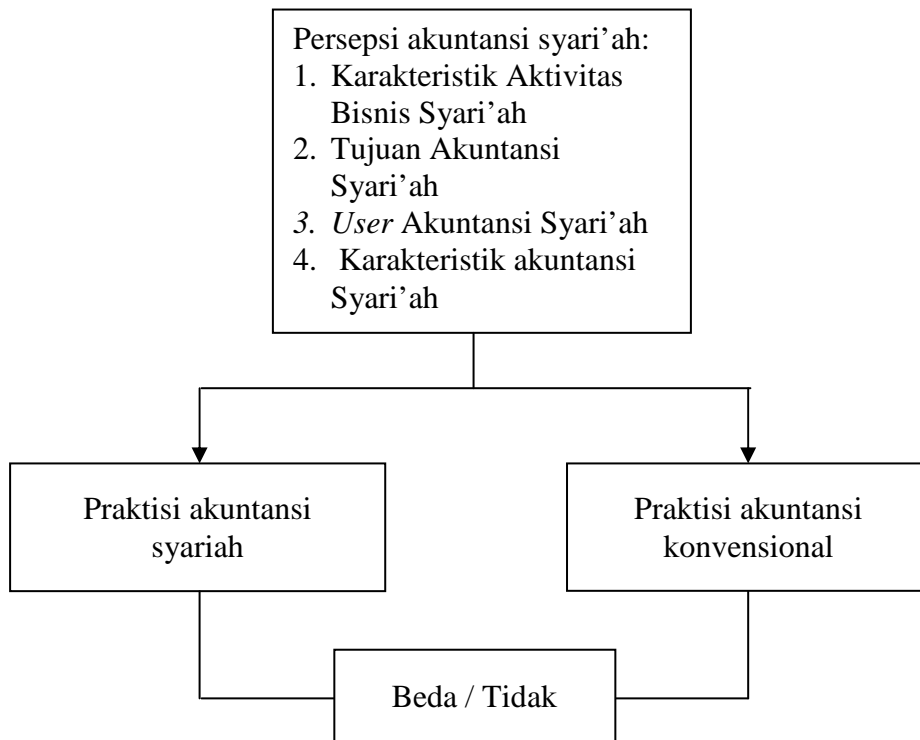 Persepsi akuntansi syari’ah:
1. Karakteristik Aktivitas
Bisnis Syari’ah
2. Tujuan Akuntansi
Syari’ah
3. User Akuntansi Syari’ah
4. Karakteristik akuntansi
Syari’ah
Praktisi akuntansi
syariah
Praktisi akuntansi
konvensional
Beda / Tidak